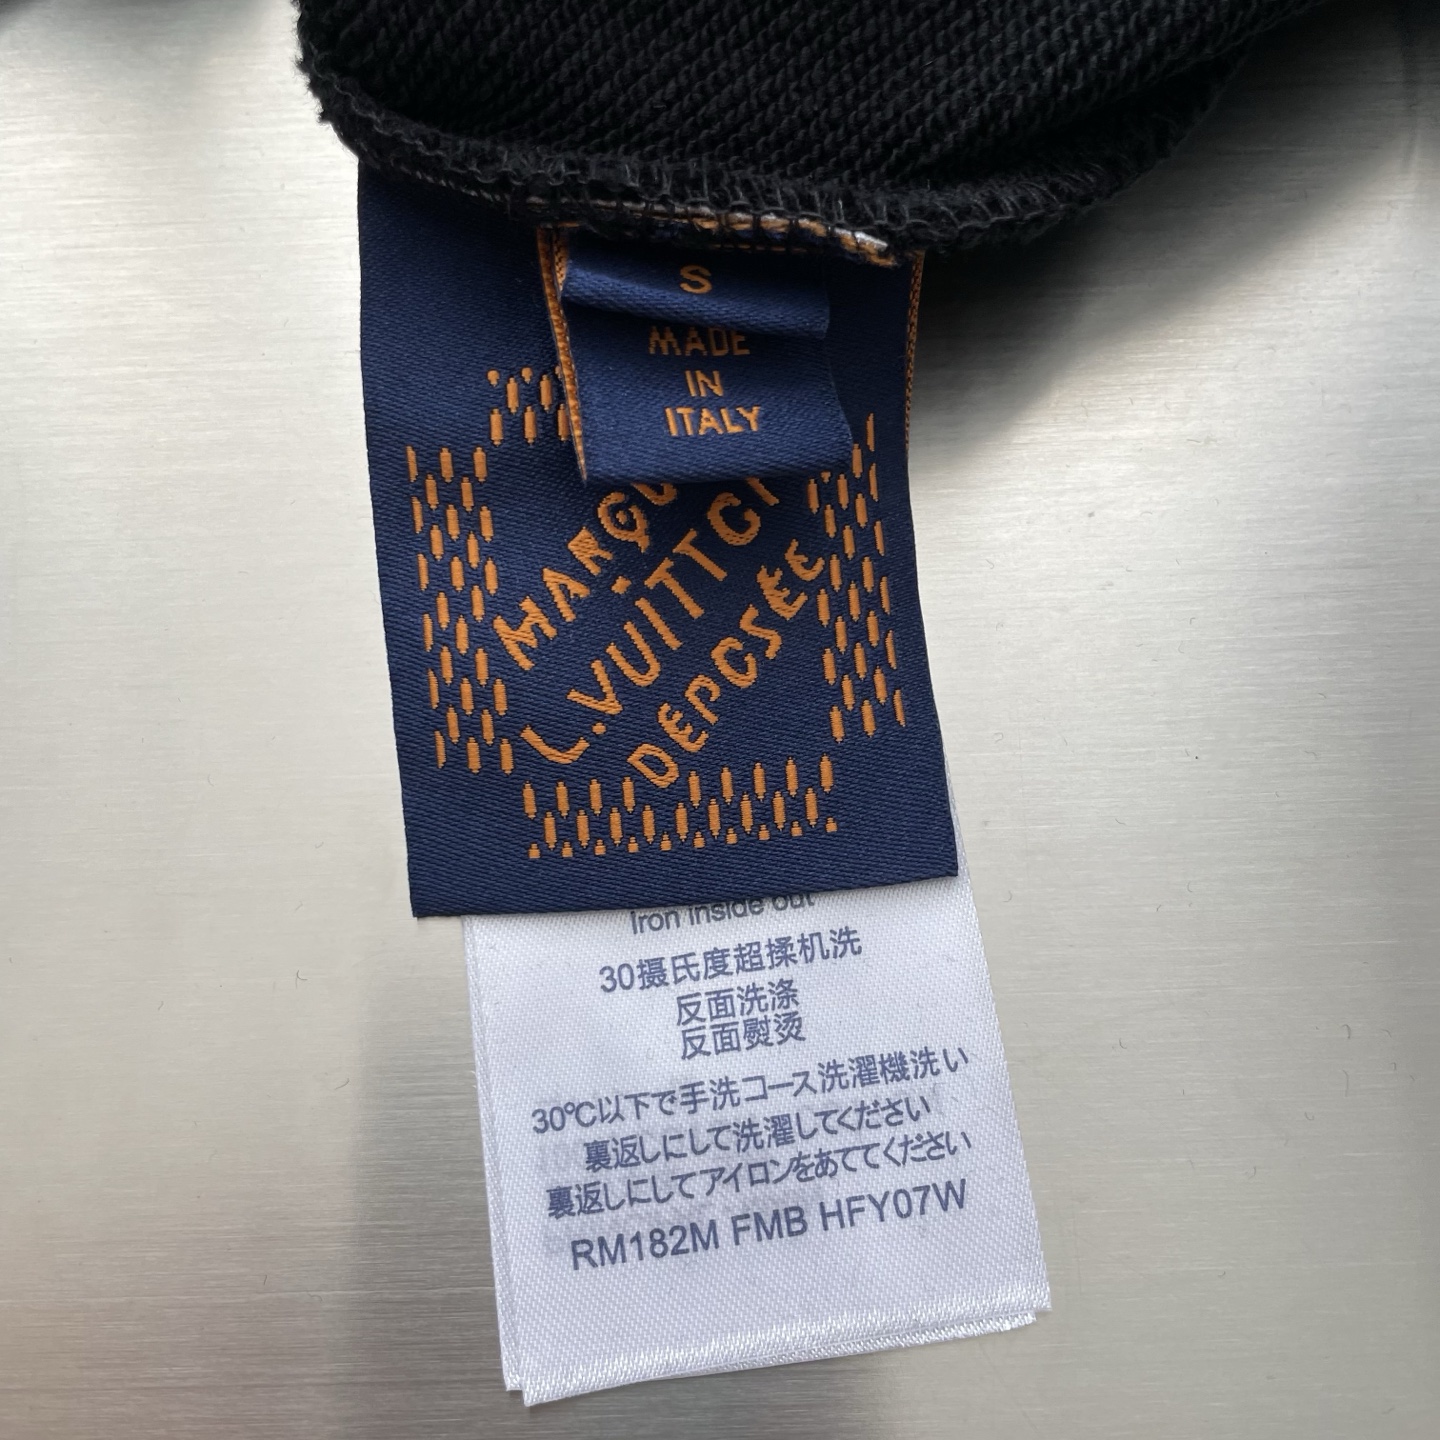 S
MADE
IN
ITALY
L.VUITTON
DEPOSÉE
Iron inside out
30摄氏度超揉机洗
反面洗涤
反面熨烫
30℃以下で手洗コース洗濯機洗い
裏返しにして洗濯してください
裏返しにしてアイロンをあててください
RM182M FMB HFY07W